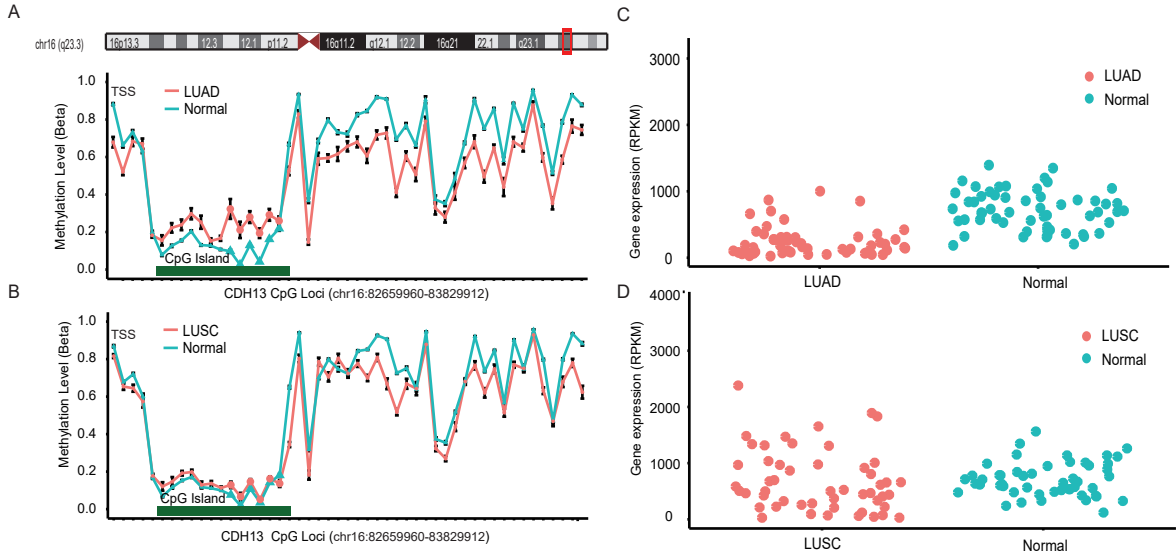 A
chr16 (q23.3)
16p13.3 12.3 12.1 p11.2 16q11.2 q12.1 12.2 16q21 22.1 q23.1
Methylation Level (Beta)
1.0
0.8
0.6
0.4
0.2
0.0
TSS
LUAD
Normal
CpG Island
CDH13 CpG Loci (chr16:82659960-83829912)
B
Methylation Level (Beta)
1.0
0.8
0.6
0.4
0.2
0.0
TSS
LUSC
Normal
CpG Island
CDH13 CpG Loci (chr16:82659960-83829912)
C
Gene expression (RPKM)
3000
2000
1000
0
LUAD
Normal
LUAD
Normal
D
Gene expression (RPKM)
4000
3000
2000
1000
0
LUSC
Normal
LUSC
Normal